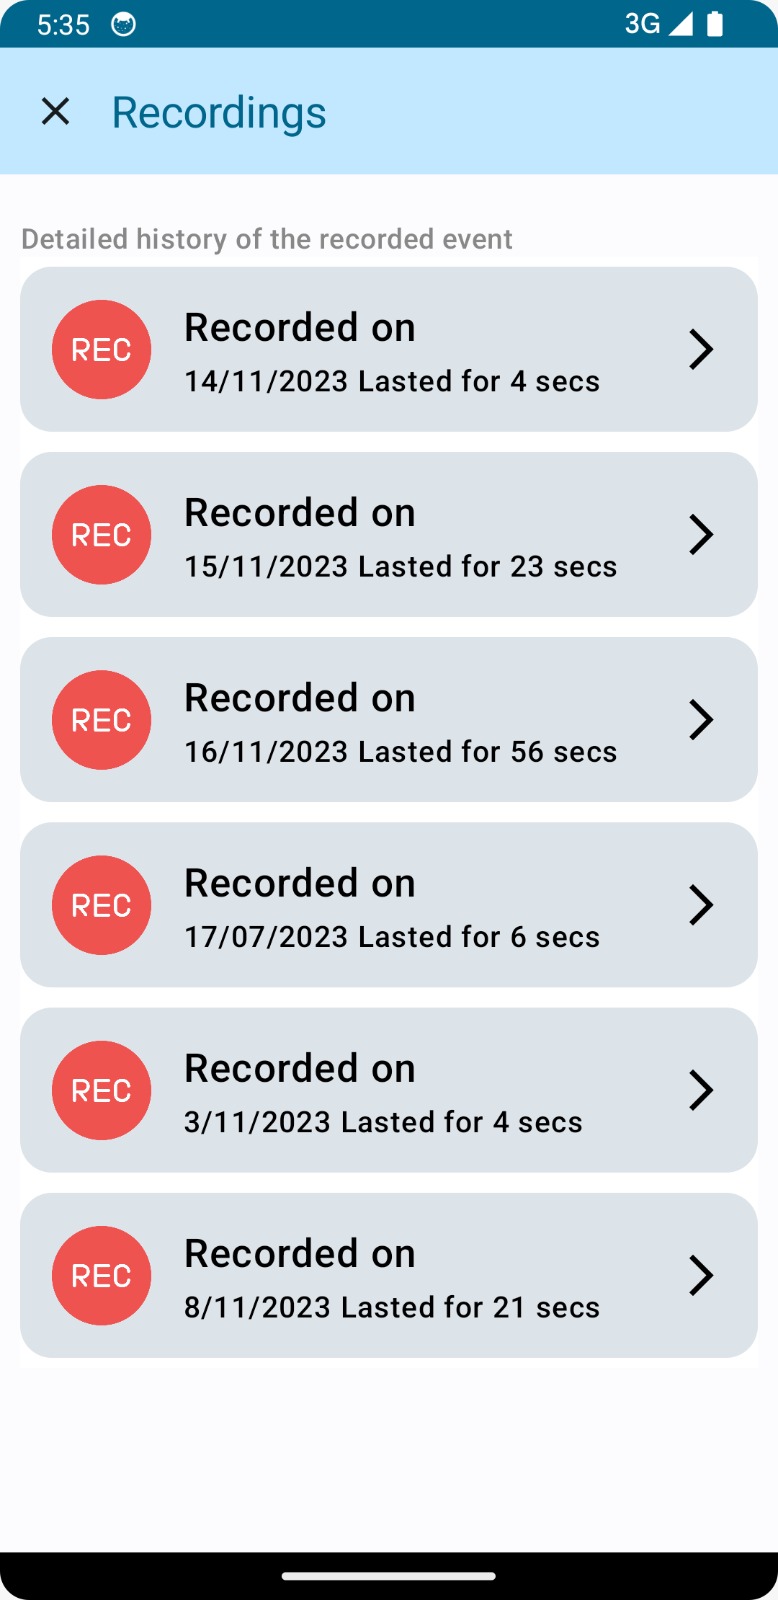 5:35
3G
Recordings
Detailed history of the recorded event
REC
Recorded on
14/11/2023 Lasted for 4 secs
REC
Recorded on
15/11/2023 Lasted for 23 secs
REC
Recorded on
16/11/2023 Lasted for 56 secs
REC
Recorded on
17/07/2023 Lasted for 6 secs
REC
Recorded on
3/11/2023 Lasted for 4 secs
REC
Recorded on
8/11/2023 Lasted for 21 secs